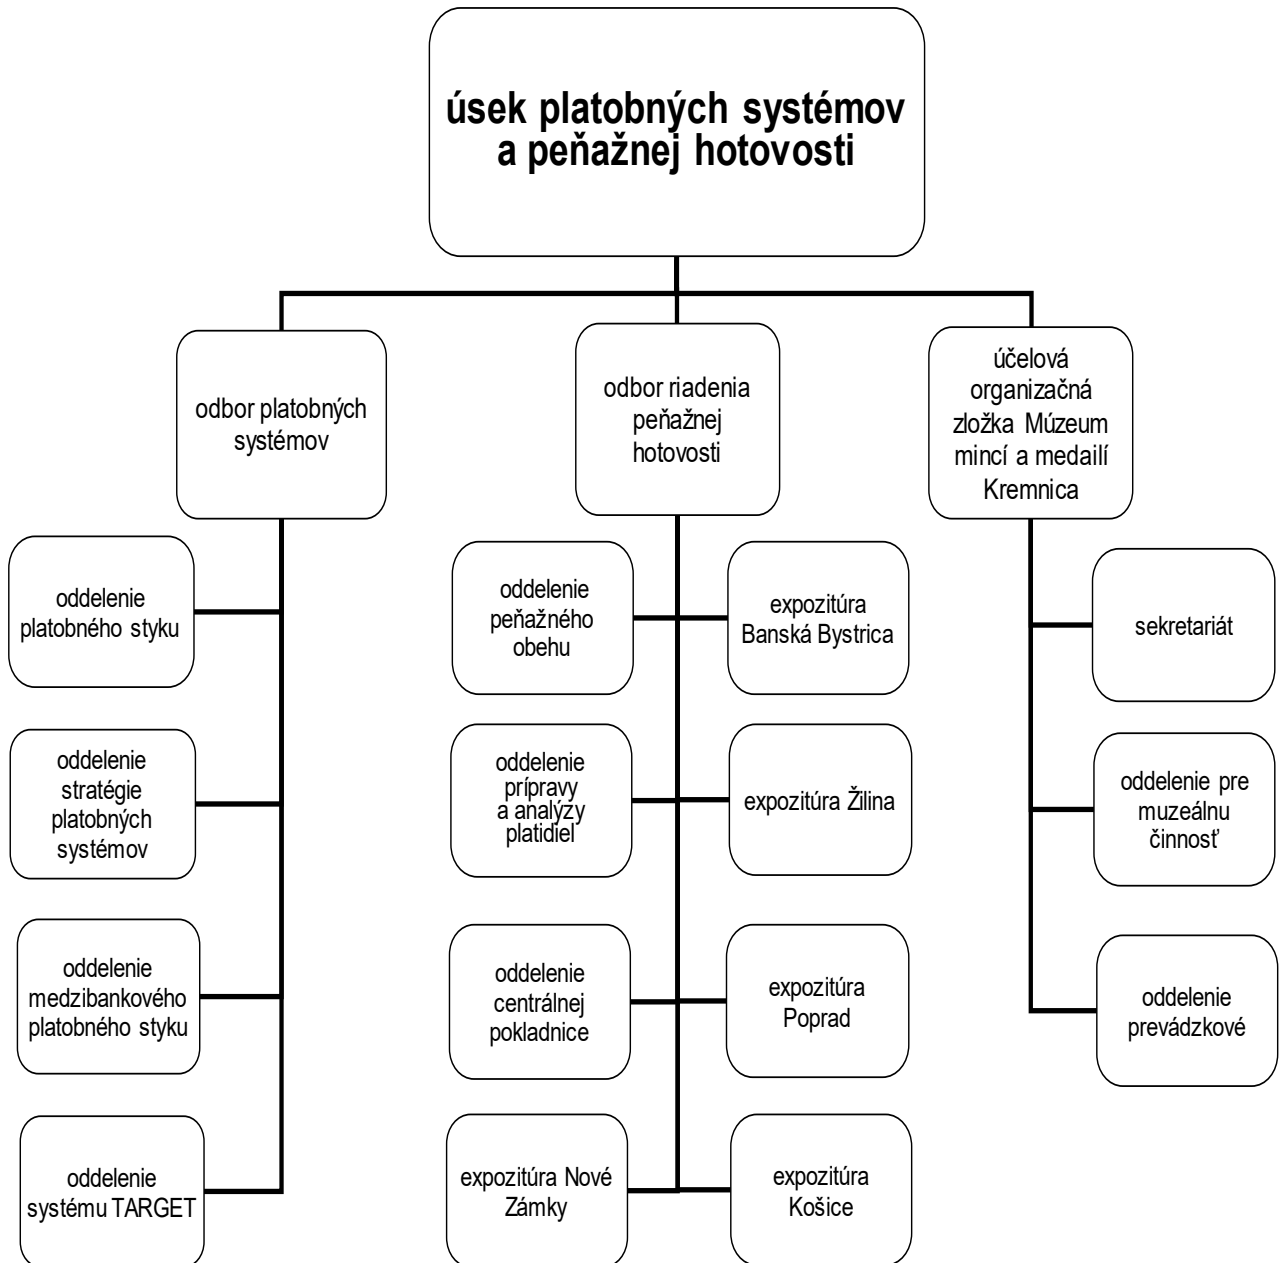 úsek platobných systémov
a peňažnej hotovosti
odbor platobných
systémov
odbor riadenia
peňažnej
hotovosti
účelová
organizačná
zložka Múzeum
mincí a medailí
Kremnica
oddelenie
platobného styku
oddelenie
stratégie
platobných
systémov
oddelenie
medzibankového
platobného styku
oddelenie
systému TARGET
oddelenie
peňažného
obehu
expozitúra
Banská Bystrica
oddelenie
prípravy
a analýzy
platidiel
expozitúra Žilina
oddelenie
centrálnej
pokladnice
expozitúra
Poprad
expozitúra Nové
Zámky
expozitúra
Košice
sekretariát
oddelenie pre
muzeálnu
činnosť
oddelenie
prevádzkové